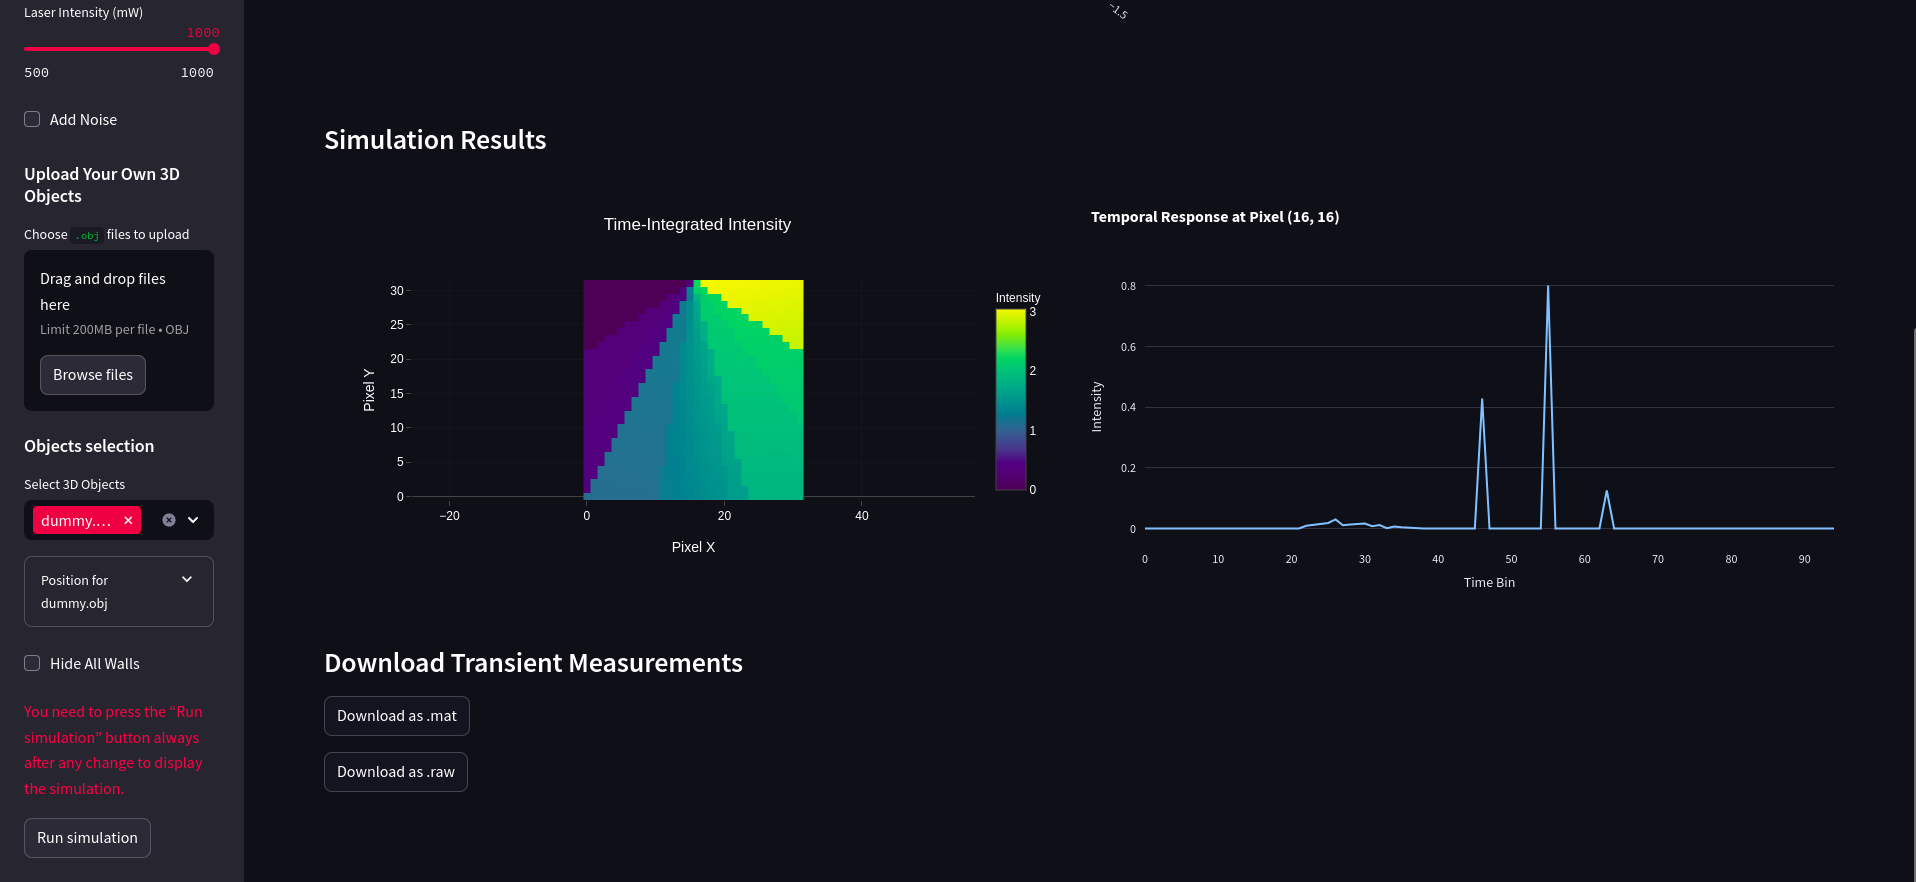 Laser Intensity (mW)
1000
500 1000
Add Noise
Upload Your Own 3D
Objects
Choose .obj files to upload
Drag and drop files
here
Limit 200MB per file • OBJ
Browse files
Objects selection
Select 3D Objects
dummy.…
Position for
dummy.obj
Hide All Walls
You need to press the “Run
simulation” button always
after any change to display
the simulation.
Run simulation
−1.5
Simulation Results
Time-Integrated Intensity
30
25
20
15
10
5
0
Pixel Y
−20 0 20 40
Pixel X
Intensity
3
2
1
0
Temporal Response at Pixel (16, 16)
0.8
0.6
0.4
0.2
0
Intensity
0 10 20 30 40 50 60 70 80 90
Time Bin
Download Transient Measurements
Download as .mat
Download as .raw